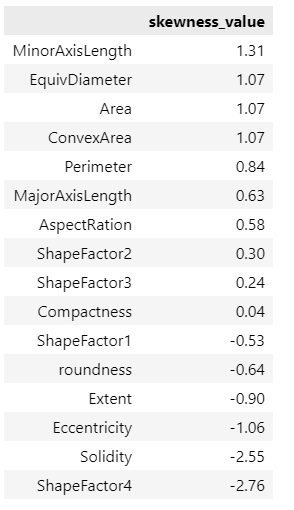 skewness_value
MinorAxisLength 1.31
EquivDiameter 1.07
Area 1.07
ConvexArea 1.07
Perimeter 0.84
MajorAxisLength 0.63
AspectRation 0.58
ShapeFactor2 0.30
ShapeFactor3 0.24
Compactness 0.04
ShapeFactor1 -0.53
roundness -0.64
Extent -0.90
Eccentricity -1.06
Solidity -2.55
ShapeFactor4 -2.76